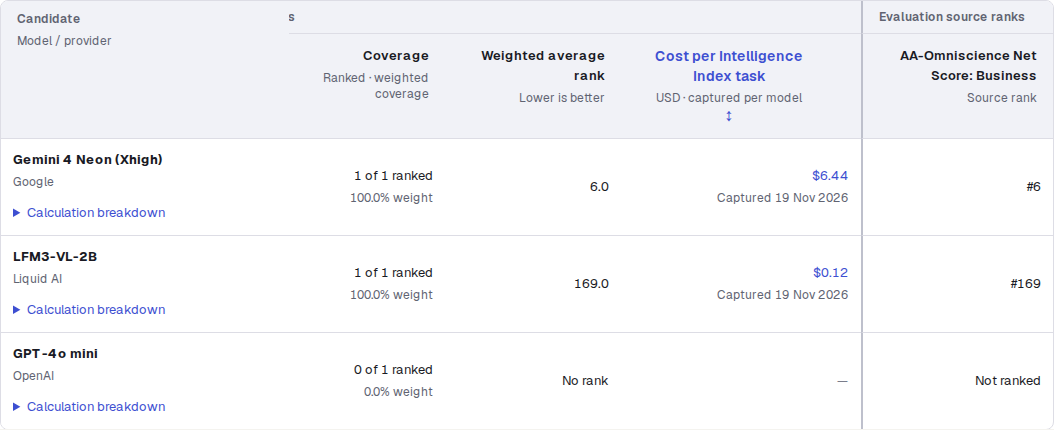 Candidate
Model / provider
s
Evaluation source ranks
Coverage
Ranked · weighted
coverage
Weighted average
rank
Lower is better
Cost per Intelligence
Index task
USD · captured per model
↕
AA-Omniscience Net
Score: Business
Source rank
Gemini 4 Neon (Xhigh)
Google
▶ Calculation breakdown
1 of 1 ranked
100.0% weight
6.0
$6.44
Captured 19 Nov 2026
#6
LFM3-VL-2B
Liquid AI
▶ Calculation breakdown
1 of 1 ranked
100.0% weight
169.0
$0.12
Captured 19 Nov 2026
#169
GPT-4o mini
OpenAI
▶ Calculation breakdown
0 of 1 ranked
0.0% weight
No rank
—
Not ranked